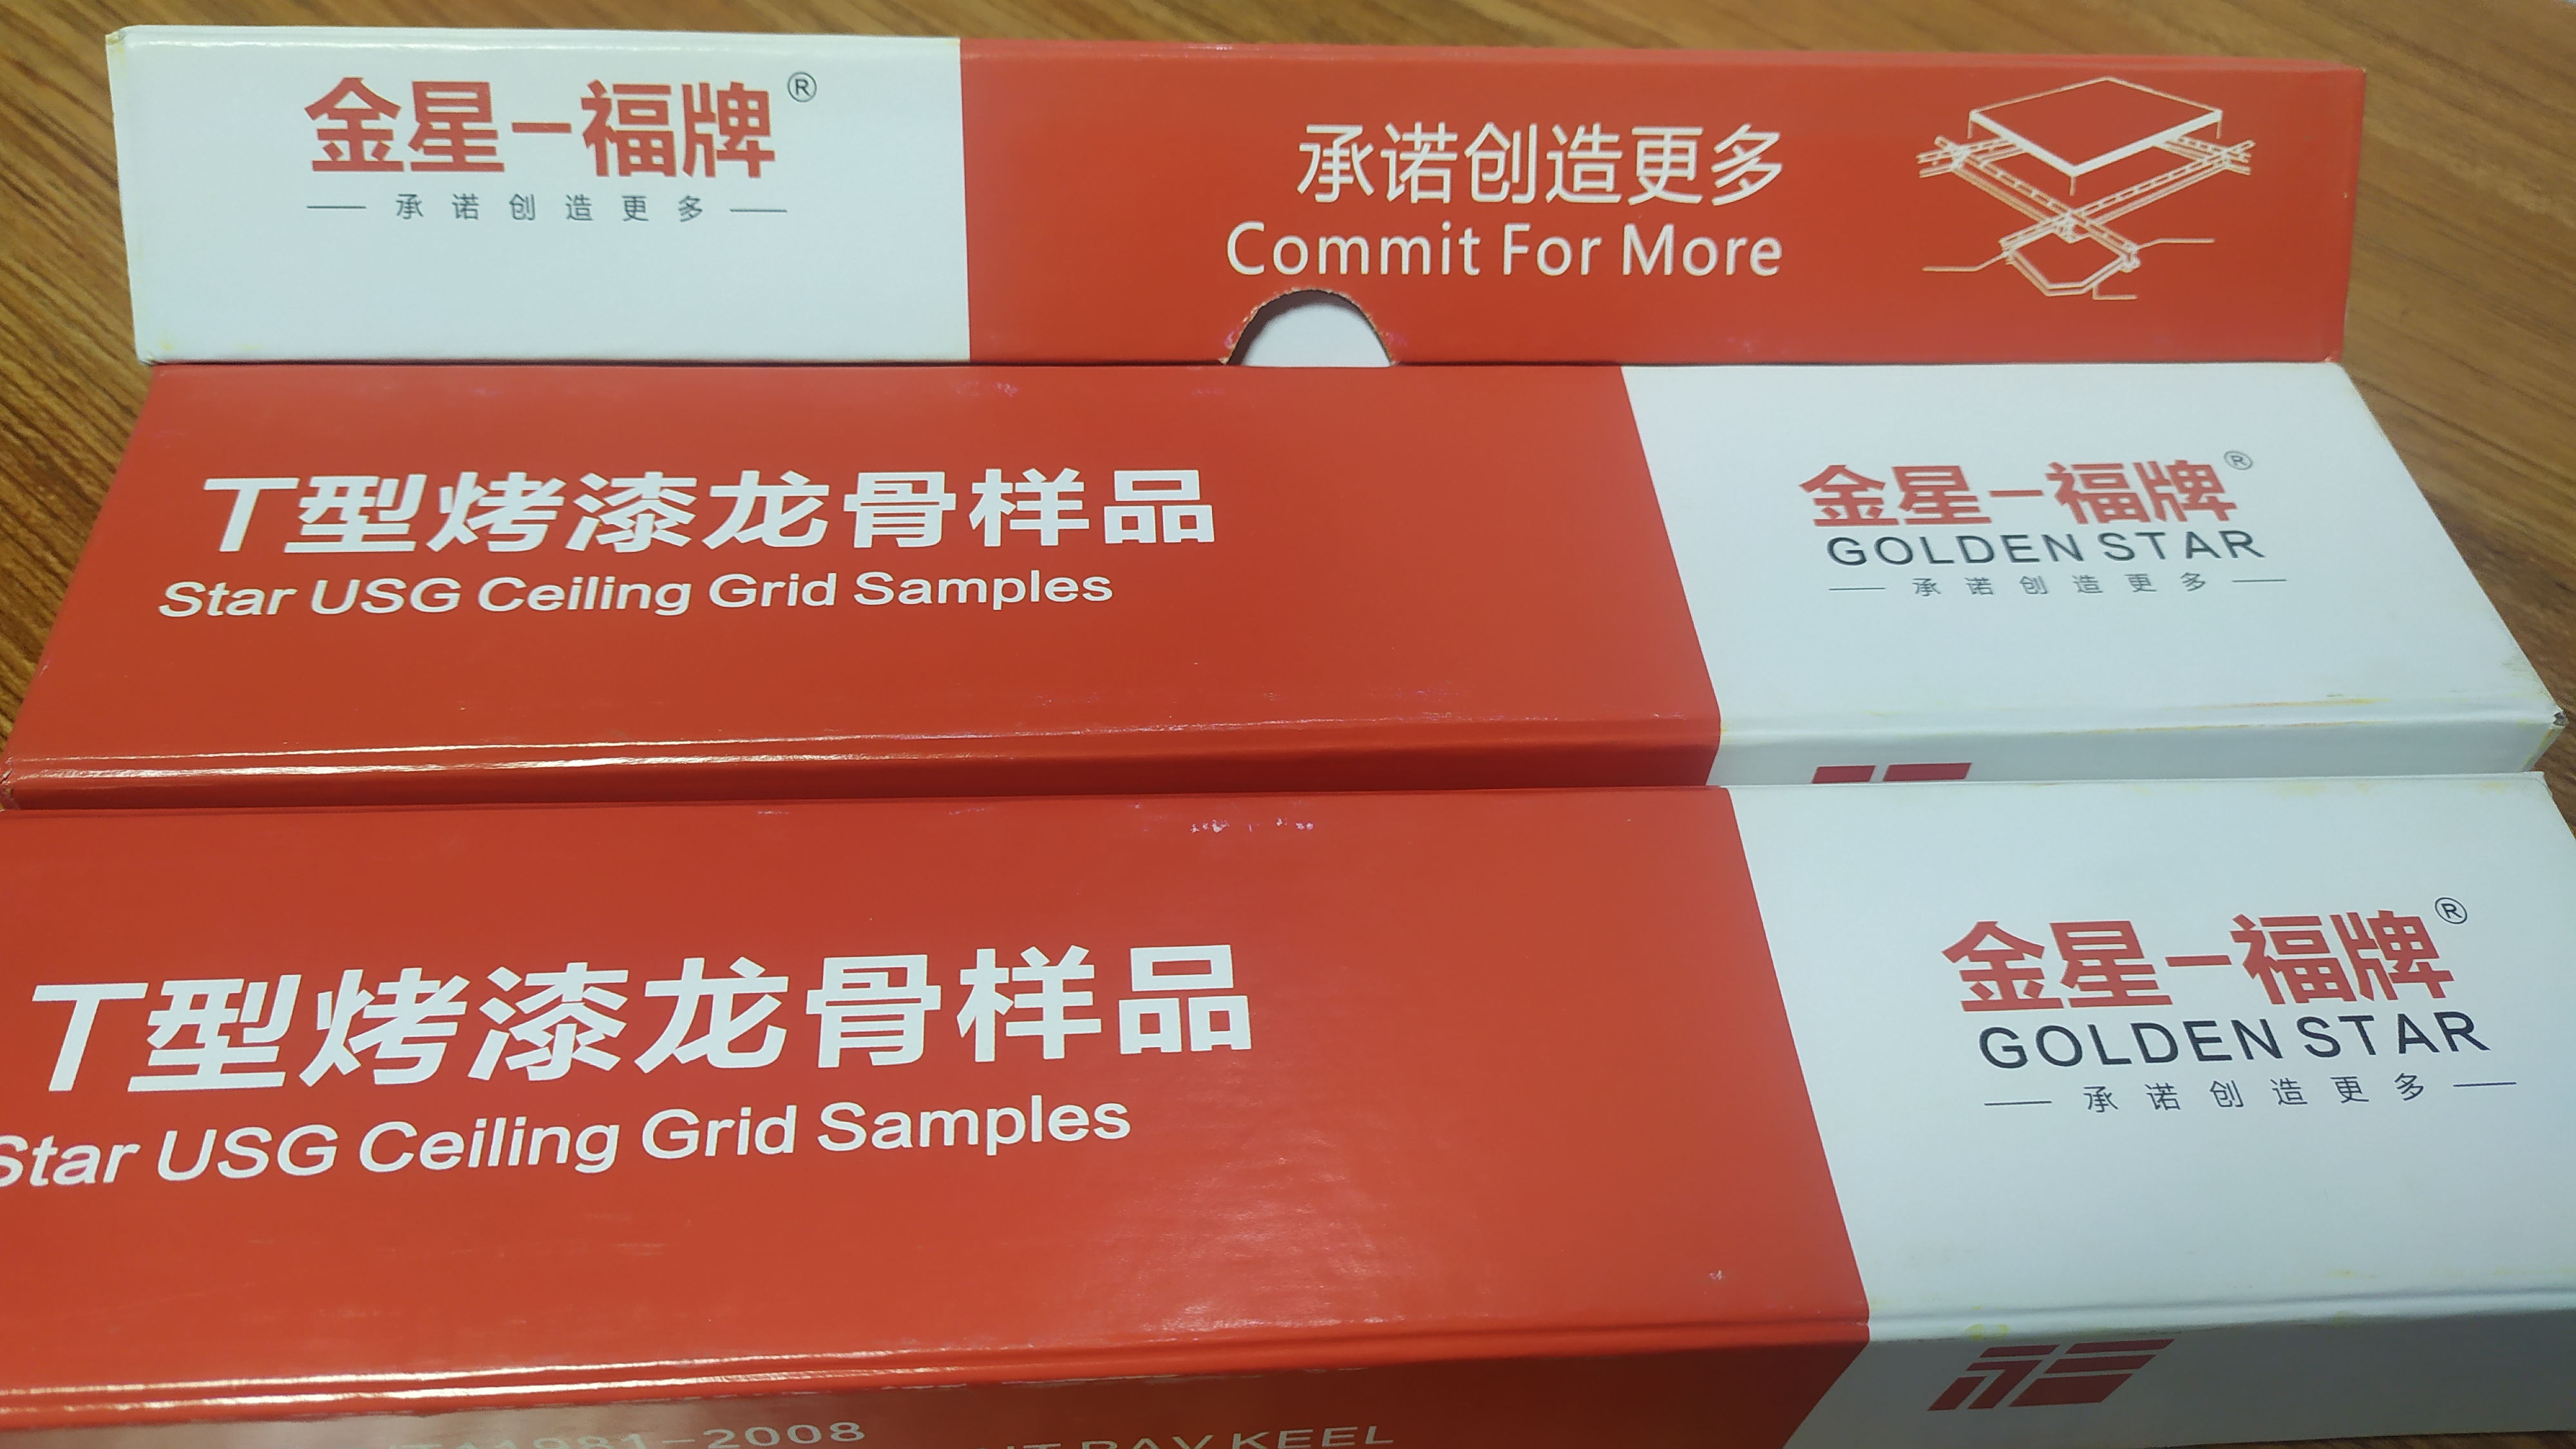 金星一福牌®
承诺创造更多
承诺创造更多
Commit For More
T型烤漆龙骨样品
Star USG Ceiling Grid Samples
金星一福牌®
GOLDEN STAR
承诺创造更多
T型烤漆龙骨样品
Star USG Ceiling Grid Samples
金星一福牌®
GOLDEN STAR
承诺创造更多
11981-2008
KEEL